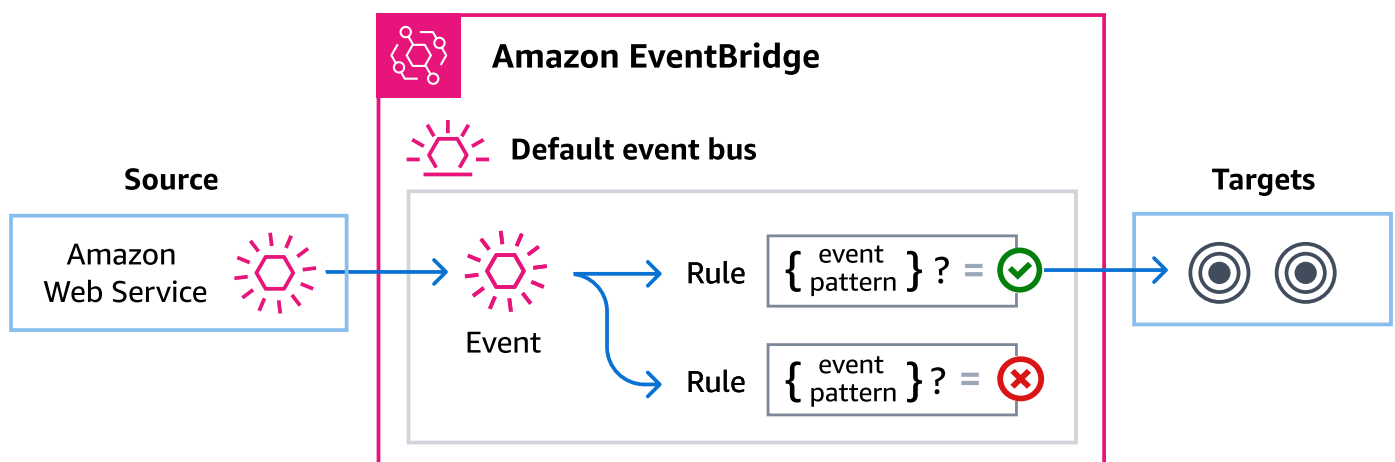 Amazon EventBridge
Default event bus
Source
Amazon
Web Service
Event
Rule
{ event
pattern } ? =
Rule
{ event
pattern } ? =
Targets